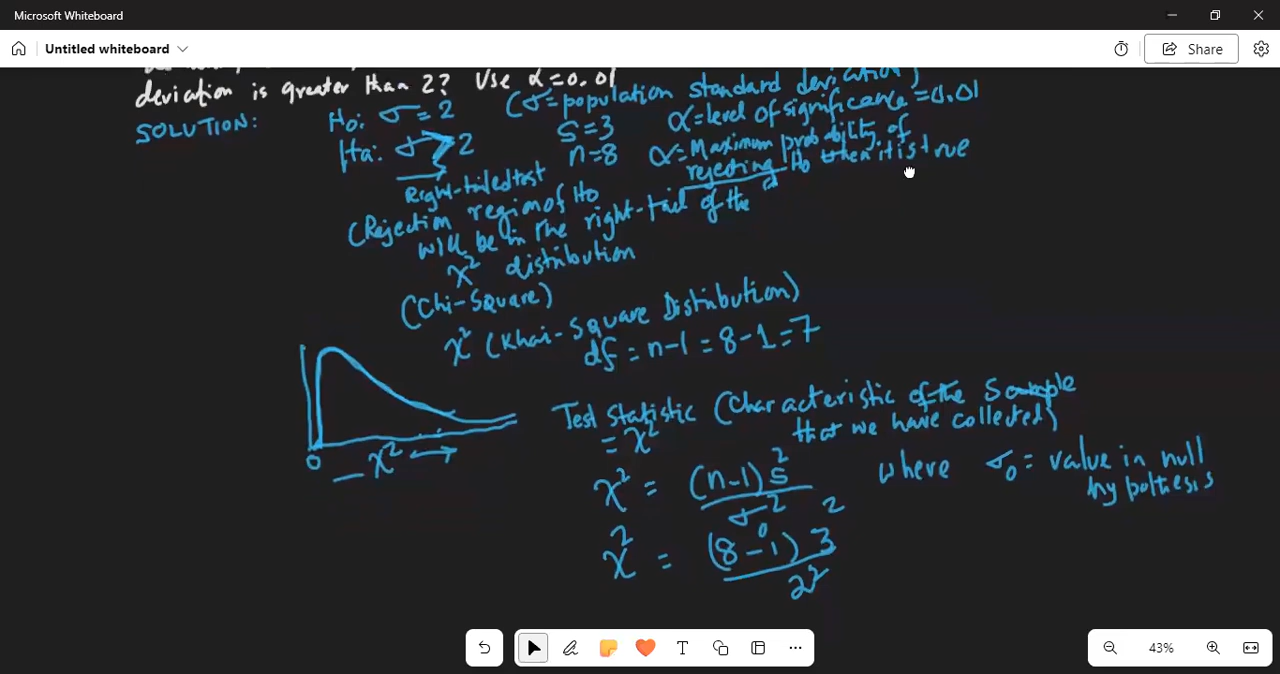 Microsoft Whiteboard
Untitled whiteboard
Share
deviation is greater than 2? Use α=0.01
SOLUTION:
Ho: σ = 2
Ha: σ > 2
Right-tailed test
(Rejection region of Ho
will be in the right-tail of the
χ² distribution
(Chi-Square)
(σ=population standard deviation)
s=3
n=8
α=level of significance =0.01
α=Maximum probability of
rejecting Ho when it is true
χ² (Khai-Square Distribution)
df = n-1 = 8-1=7
0
χ²
Test Statistic (Characteristic of the Sample
that we have collected)
= χ²
χ² = (n-1)s² / σ₀²
where σ₀ = value in null
hypothesis
χ² = (8-1)3² / 2²
43%